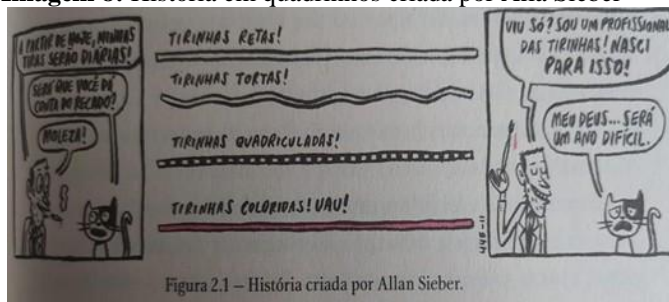 Imagem 6: História em quadrinhos criada por Alla Sieber
A PARTIR DE HOJE, MINHAS
TIRAS SERÃO DIÁRIAS!
SERÁ QUE VOCÊ DÁ
CONTA DO RECADO?
MOLEZA!
TIRINHAS RETAS!
TIRINHAS TORTAS!
TIRINHAS QUADRICULADAS!
TIRINHAS COLORIDAS! UAU!
VIU SÓ? SOU UM PROFISSIONAL
DAS TIRINHAS! NASCI
PARA ISSO!
MEU DEUS... SERÁ
UM ANO DIFÍCIL.
Figura 2.1 – História criada por Allan Sieber.